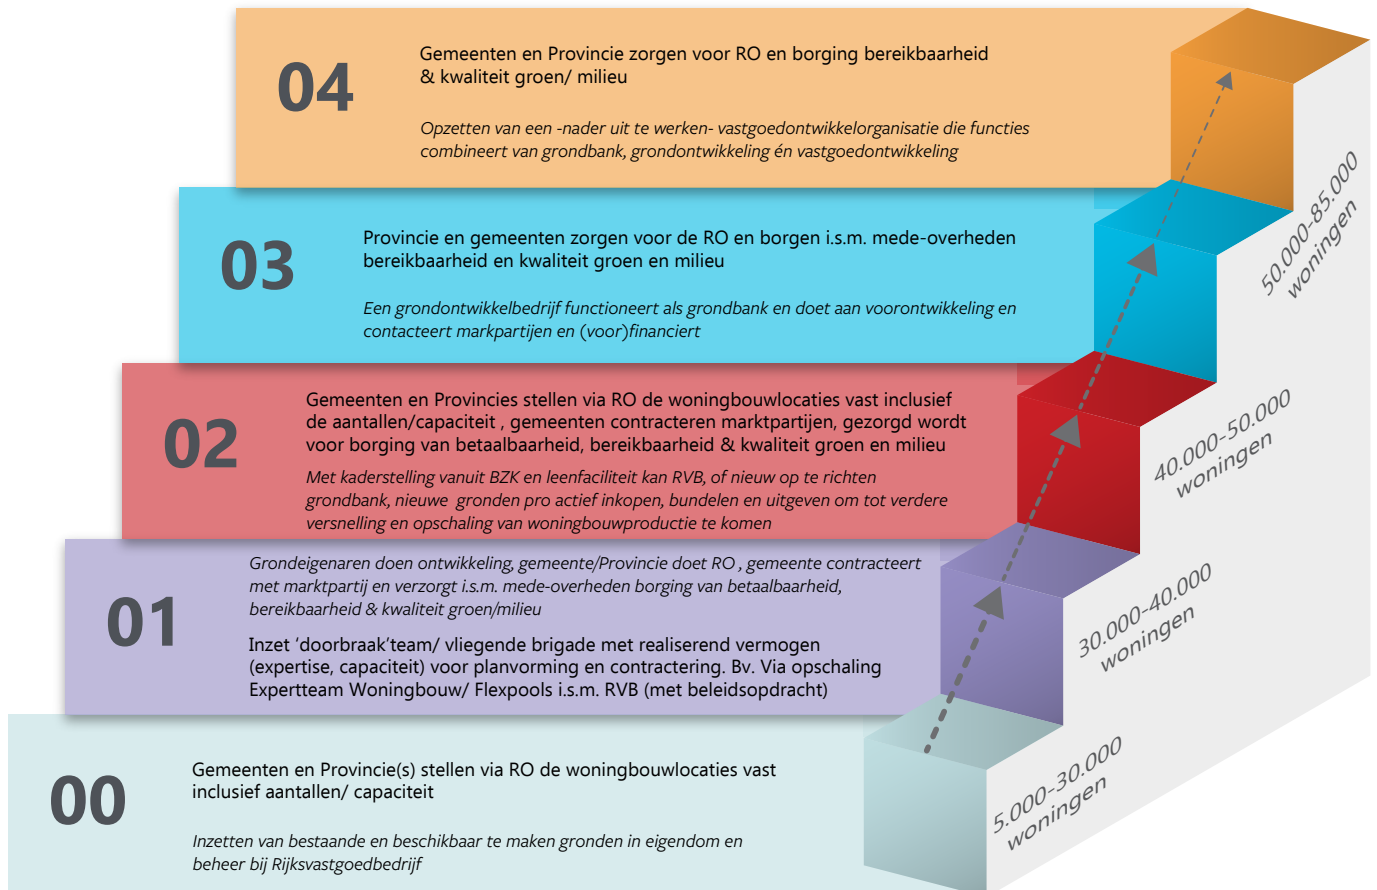 04
Gemeenten en Provincie zorgen voor RO en borging bereikbaarheid
& kwaliteit groen/ milieu
Opzetten van een -nader uit te werken- vastgoedontwikkelorganisatie die functies
combineert van grondbank, grondontwikkeling én vastgoedontwikkeling
50.000-85.000
woningen
03
Provincie en gemeenten zorgen voor de RO en borgen i.s.m. mede-overheden
bereikbaarheid en kwaliteit groen en milieu
Een grondontwikkelbedrijf functioneert als grondbank en doet aan voorontwikkeling en
contacteert markpartijen en (voor)financiert
40.000-50.000
woningen
02
Gemeenten en Provincies stellen via RO de woningbouwlocaties vast inclusief
de aantallen/capaciteit , gemeenten contracteren marktpartijen, gezorgd wordt
voor borging van betaalbaarheid, bereikbaarheid & kwaliteit groen en milieu
Met kaderstelling vanuit BZK en leenfaciliteit kan RVB, of nieuw op te richten
grondbank, nieuwe gronden pro actief inkopen, bundelen en uitgeven om tot verdere
versnelling en opschaling van woningbouwproductie te komen
30.000-40.000
woningen
01
Grondeigenaren doen ontwikkeling, gemeente/Provincie doet RO , gemeente contracteert
met marktpartij en verzorgt i.s.m. mede-overheden borging van betaalbaarheid,
bereikbaarheid & kwaliteit groen/milieu
Inzet ‘doorbraak’team/ vliegende brigade met realiserend vermogen
(expertise, capaciteit) voor planvorming en contractering. Bv. Via opschaling
Expertteam Woningbouw/ Flexpools i.s.m. RVB (met beleidsopdracht)
5.000-30.000
woningen
00
Gemeenten en Provincie(s) stellen via RO de woningbouwlocaties vast
inclusief aantallen/ capaciteit
Inzetten van bestaande en beschikbaar te maken gronden in eigendom en
beheer bij Rijksvastgoedbedrijf